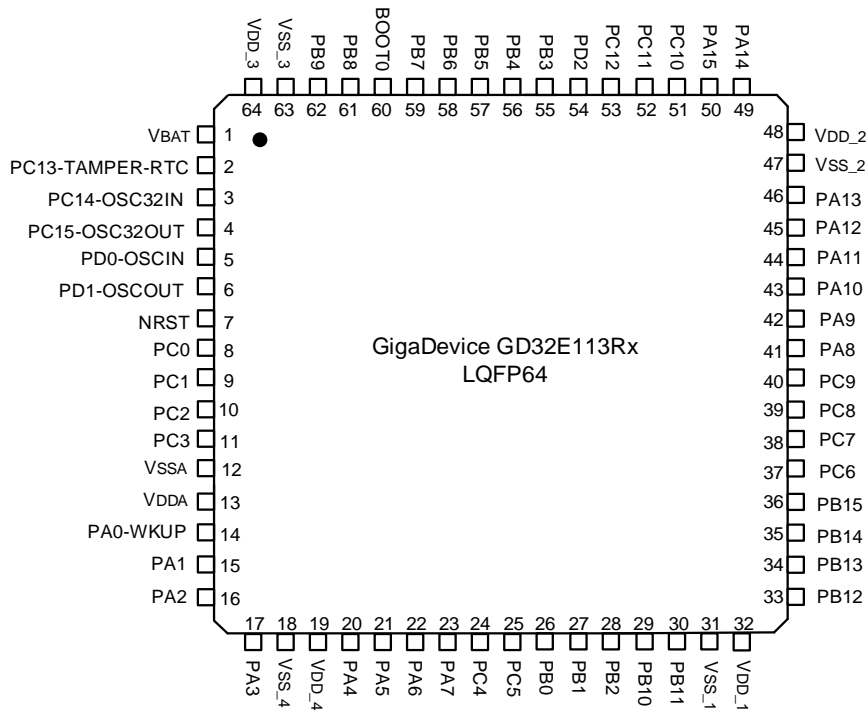 VDD_3
VSS_3
PB9
PB8
BOOT0
PB7
PB6
PB5
PB4
PB3
PD2
PC12
PC11
PC10
PA15
PA14
64
63
62
61
60
59
58
57
56
55
54
53
52
51
50
49
VBAT
1
PC13-TAMPER-RTC
2
PC14-OSC32IN
3
PC15-OSC32OUT
4
PD0-OSCIN
5
PD1-OSCOUT
6
NRST
7
PC0
8
PC1
9
PC2
10
PC3
11
VSSA
12
VDDA
13
PA0-WKUP
14
PA1
15
PA2
16
GigaDevice GD32E113Rx
LQFP64
48
VDD_2
47
VSS_2
46
PA13
45
PA12
44
PA11
43
PA10
42
PA9
41
PA8
40
PC9
39
PC8
38
PC7
37
PC6
36
PB15
35
PB14
34
PB13
33
PB12
17
18
19
20
21
22
23
24
25
26
27
28
29
30
31
32
PA3
VSS_4
VDD_4
PA4
PA5
PA6
PA7
PC4
PC5
PB0
PB1
PB2
PB10
PB11
VSS_1
VDD_1